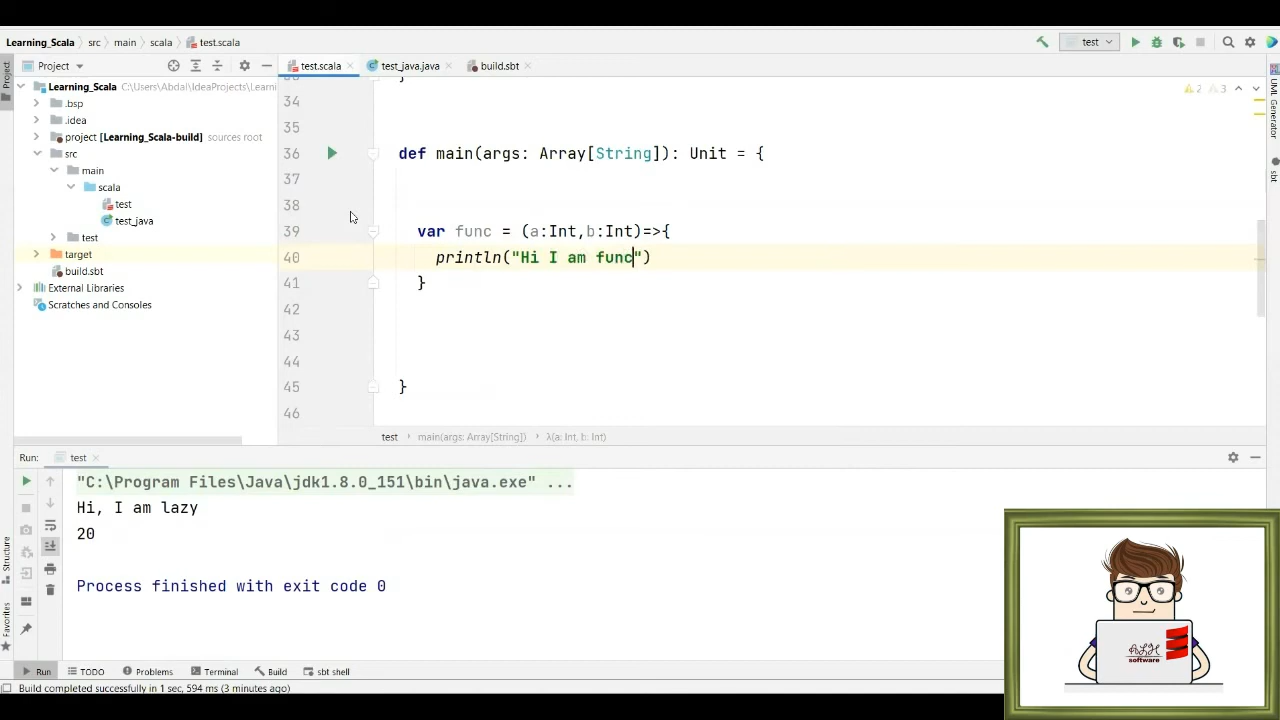 Learning_Scala > src > main > scala > test.scala
test
Project
test.scala
test_java.java
build.sbt
Learning_Scala C:\Users\Abdal\IdeaProjects\Learni
.bsp
.idea
project [Learning_Scala-build] sources root
src
main
scala
test
test_java
test
target
build.sbt
External Libraries
Scratches and Consoles
2 3
34
35
36 def main(args: Array[String]): Unit = {
37
38
39 var func = (a:Int,b:Int)=>{
40 println("Hi I am func")
41 }
42
43
44
45 }
46
test > main(args: Array[String]) > λ(a: Int, b: Int)
Project
Structure
Favorites
UML Generator
sbt
Run: test
"C:\Program Files\Java\jdk1.8.0_151\bin\java.exe" ...
Hi, I am lazy
20
Process finished with exit code 0
software
Run TODO Problems Terminal Build sbt shell
Build completed successfully in 1 sec, 594 ms (3 minutes ago)